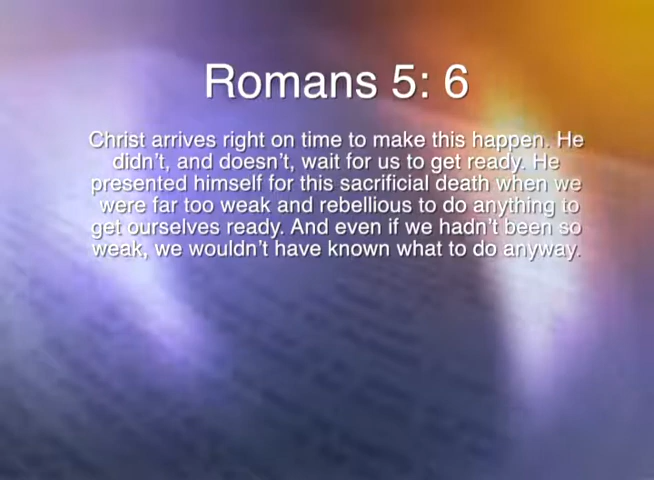 Romans 5: 6
Christ arrives right on time to make this happen. He
didn't, and doesn't, wait for us to get ready. He
presented himself for this sacrificial death when we
were far too weak and rebellious to do anything to
get ourselves ready. And even if we hadn't been so
weak, we wouldn't have known what to do anyway.